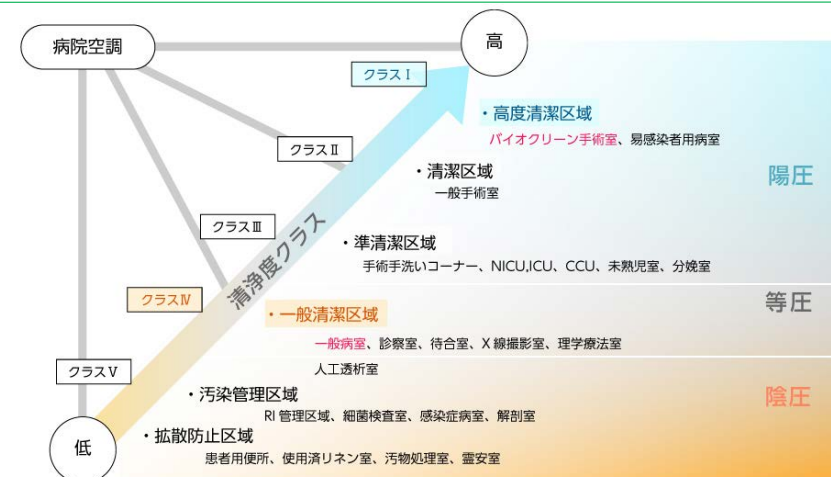 病院空調
高
クラスⅠ
・高度清潔区域
バイオクリーン手術室、易感染者用病室
クラスⅡ
・清潔区域
一般手術室
陽圧
クラスⅢ
清浄度クラス
・準清潔区域
手術手洗いコーナー、NICU,ICU、CCU、未熟児室、分娩室
クラスⅣ
・一般清潔区域
等圧
一般病室、診察室、待合室、X線撮影室、理学療法室
人工透析室
クラスⅤ
・汚染管理区域
陰圧
RI管理区域、細菌検査室、感染症病室、解剖室
・拡散防止区域
低
患者用便所、使用済リネン室、汚物処理室、霊安室